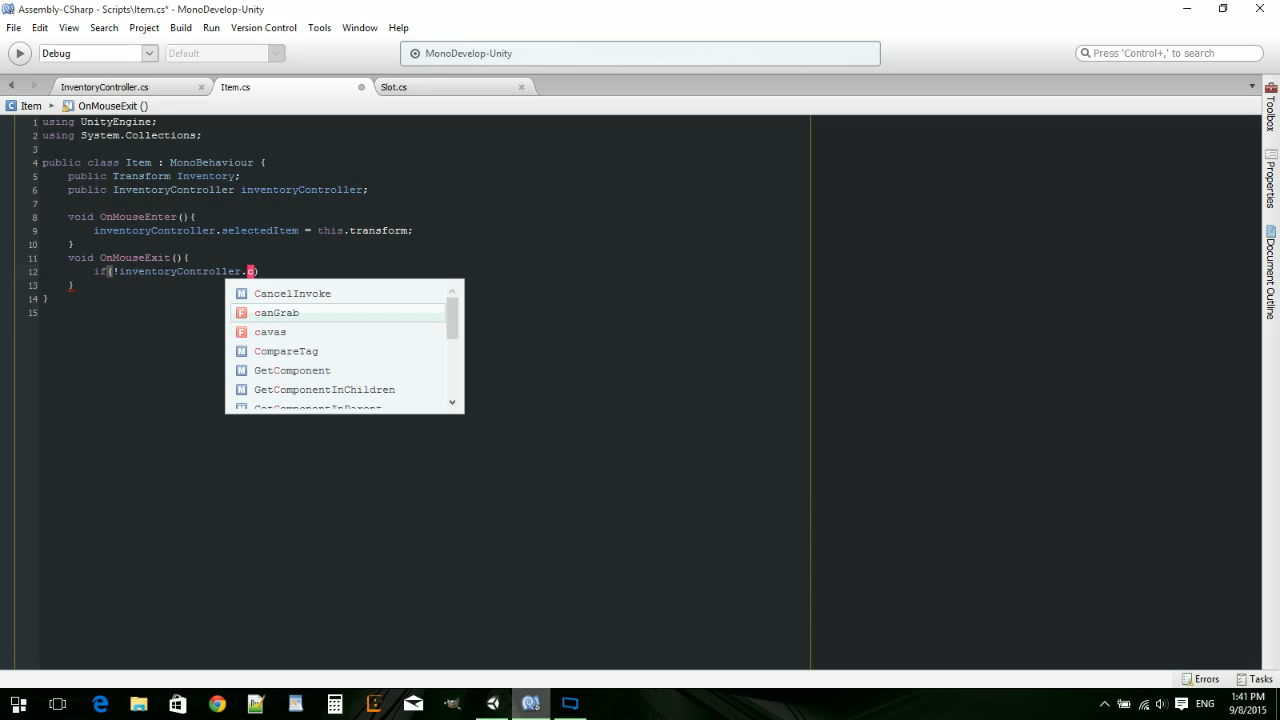 Assembly-CSharp - Scripts\Item.cs* - MonoDevelop-Unity
File Edit View Search Project Build Run Version Control Tools Window Help
Debug Default MonoDevelop-Unity Press 'Control+,' to search
InventoryController.cs Item.cs Slot.cs
Item OnMouseExit ()
1 using UnityEngine;
2 using System.Collections;
3
4 public class Item : MonoBehaviour {
5 public Transform Inventory;
6 public InventoryController inventoryController;
7
8 void OnMouseEnter(){
9 inventoryController.selectedItem = this.transform;
10 }
11 void OnMouseExit(){
12 if(!inventoryController.c)
13 }
14 }
15
M CancelInvoke
F canGrab
F cavas
M CompareTag
M GetComponent
M GetComponentInChildren
M GetComponentInParent
Toolbox
Properties
Document Outline
Errors Tasks
ENG
1:41 PM
9/8/2015